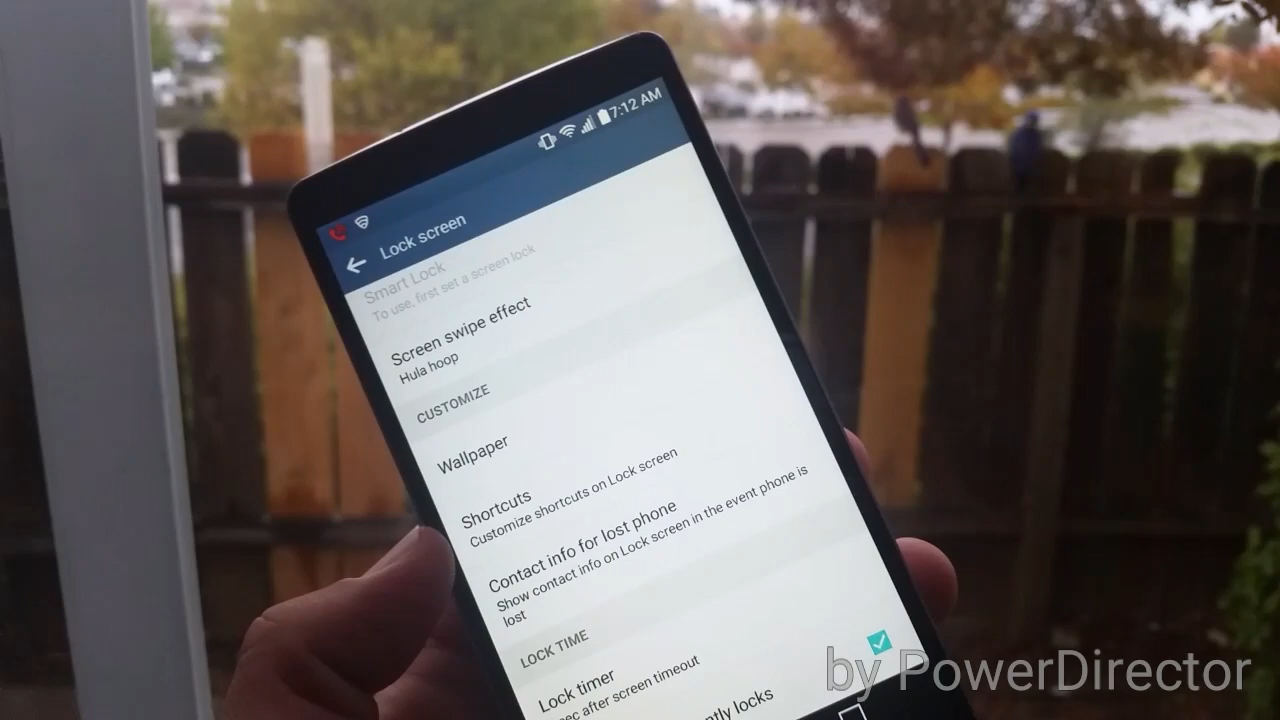 7:12 AM
Lock screen
Smart Lock
To use, first set a screen lock
Screen swipe effect
Hula hoop
CUSTOMIZE
Wallpaper
Shortcuts
Customize shortcuts on Lock screen
Contact info for lost phone
Show contact info on Lock screen in the event phone is
lost
LOCK TIME
Lock timer
after screen timeout
locks
by PowerDirector